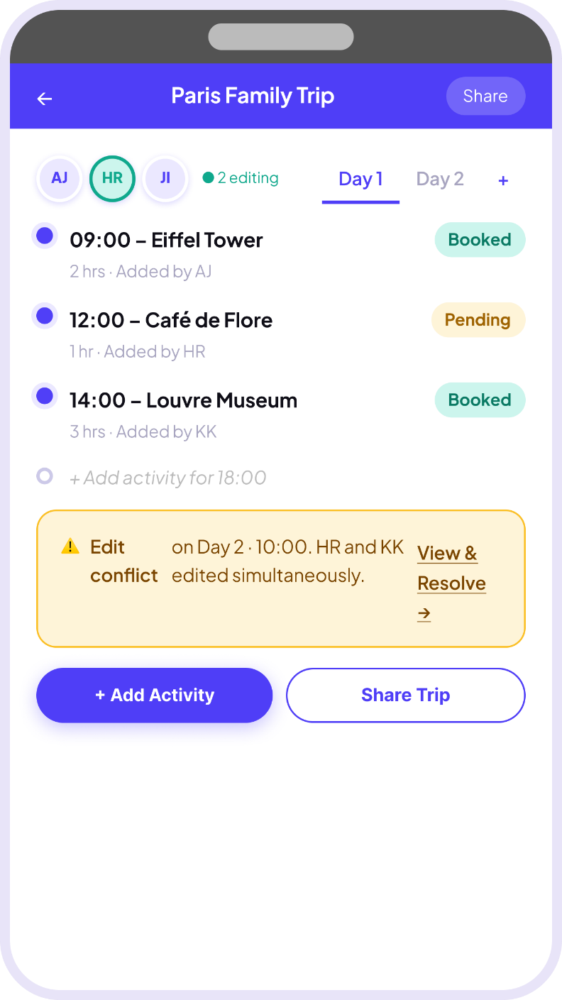 ← Paris Family Trip Share
AJ HR JI 2 editing Day 1 Day 2 +
09:00 – Eiffel Tower Booked
2 hrs · Added by AJ
12:00 – Café de Flore Pending
1 hr · Added by HR
14:00 – Louvre Museum Booked
3 hrs · Added by KK
+ Add activity for 18:00
⚠️ Edit conflict
on Day 2 · 10:00. HR and KK
edited simultaneously.
View &
Resolve
→
+ Add Activity Share Trip